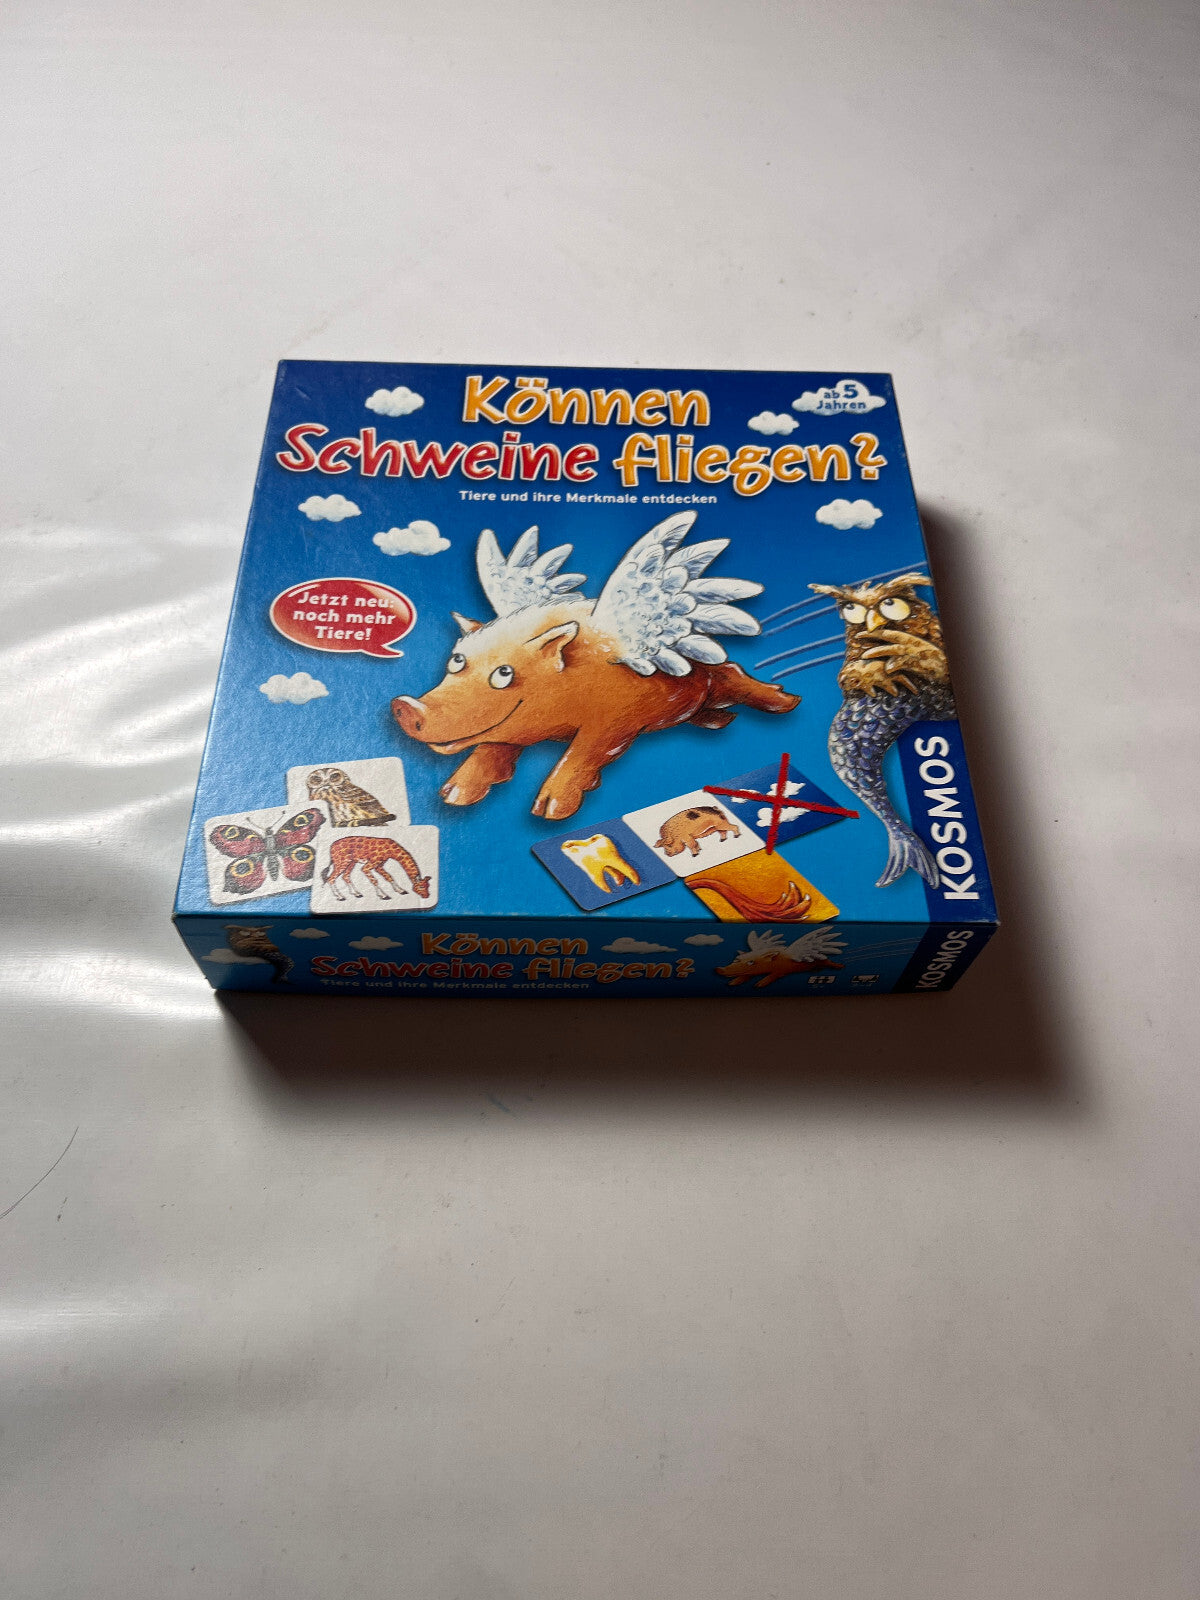 Können
Schweine fliegen?
Tiere und ihre Merkmale entdecken
ab 5
Jahren
Jetzt neu:
noch mehr
Tiere!
KOSMOS
Können
Schweine fliegen?
Tiere und ihre Merkmale entdecken
KOSMOS